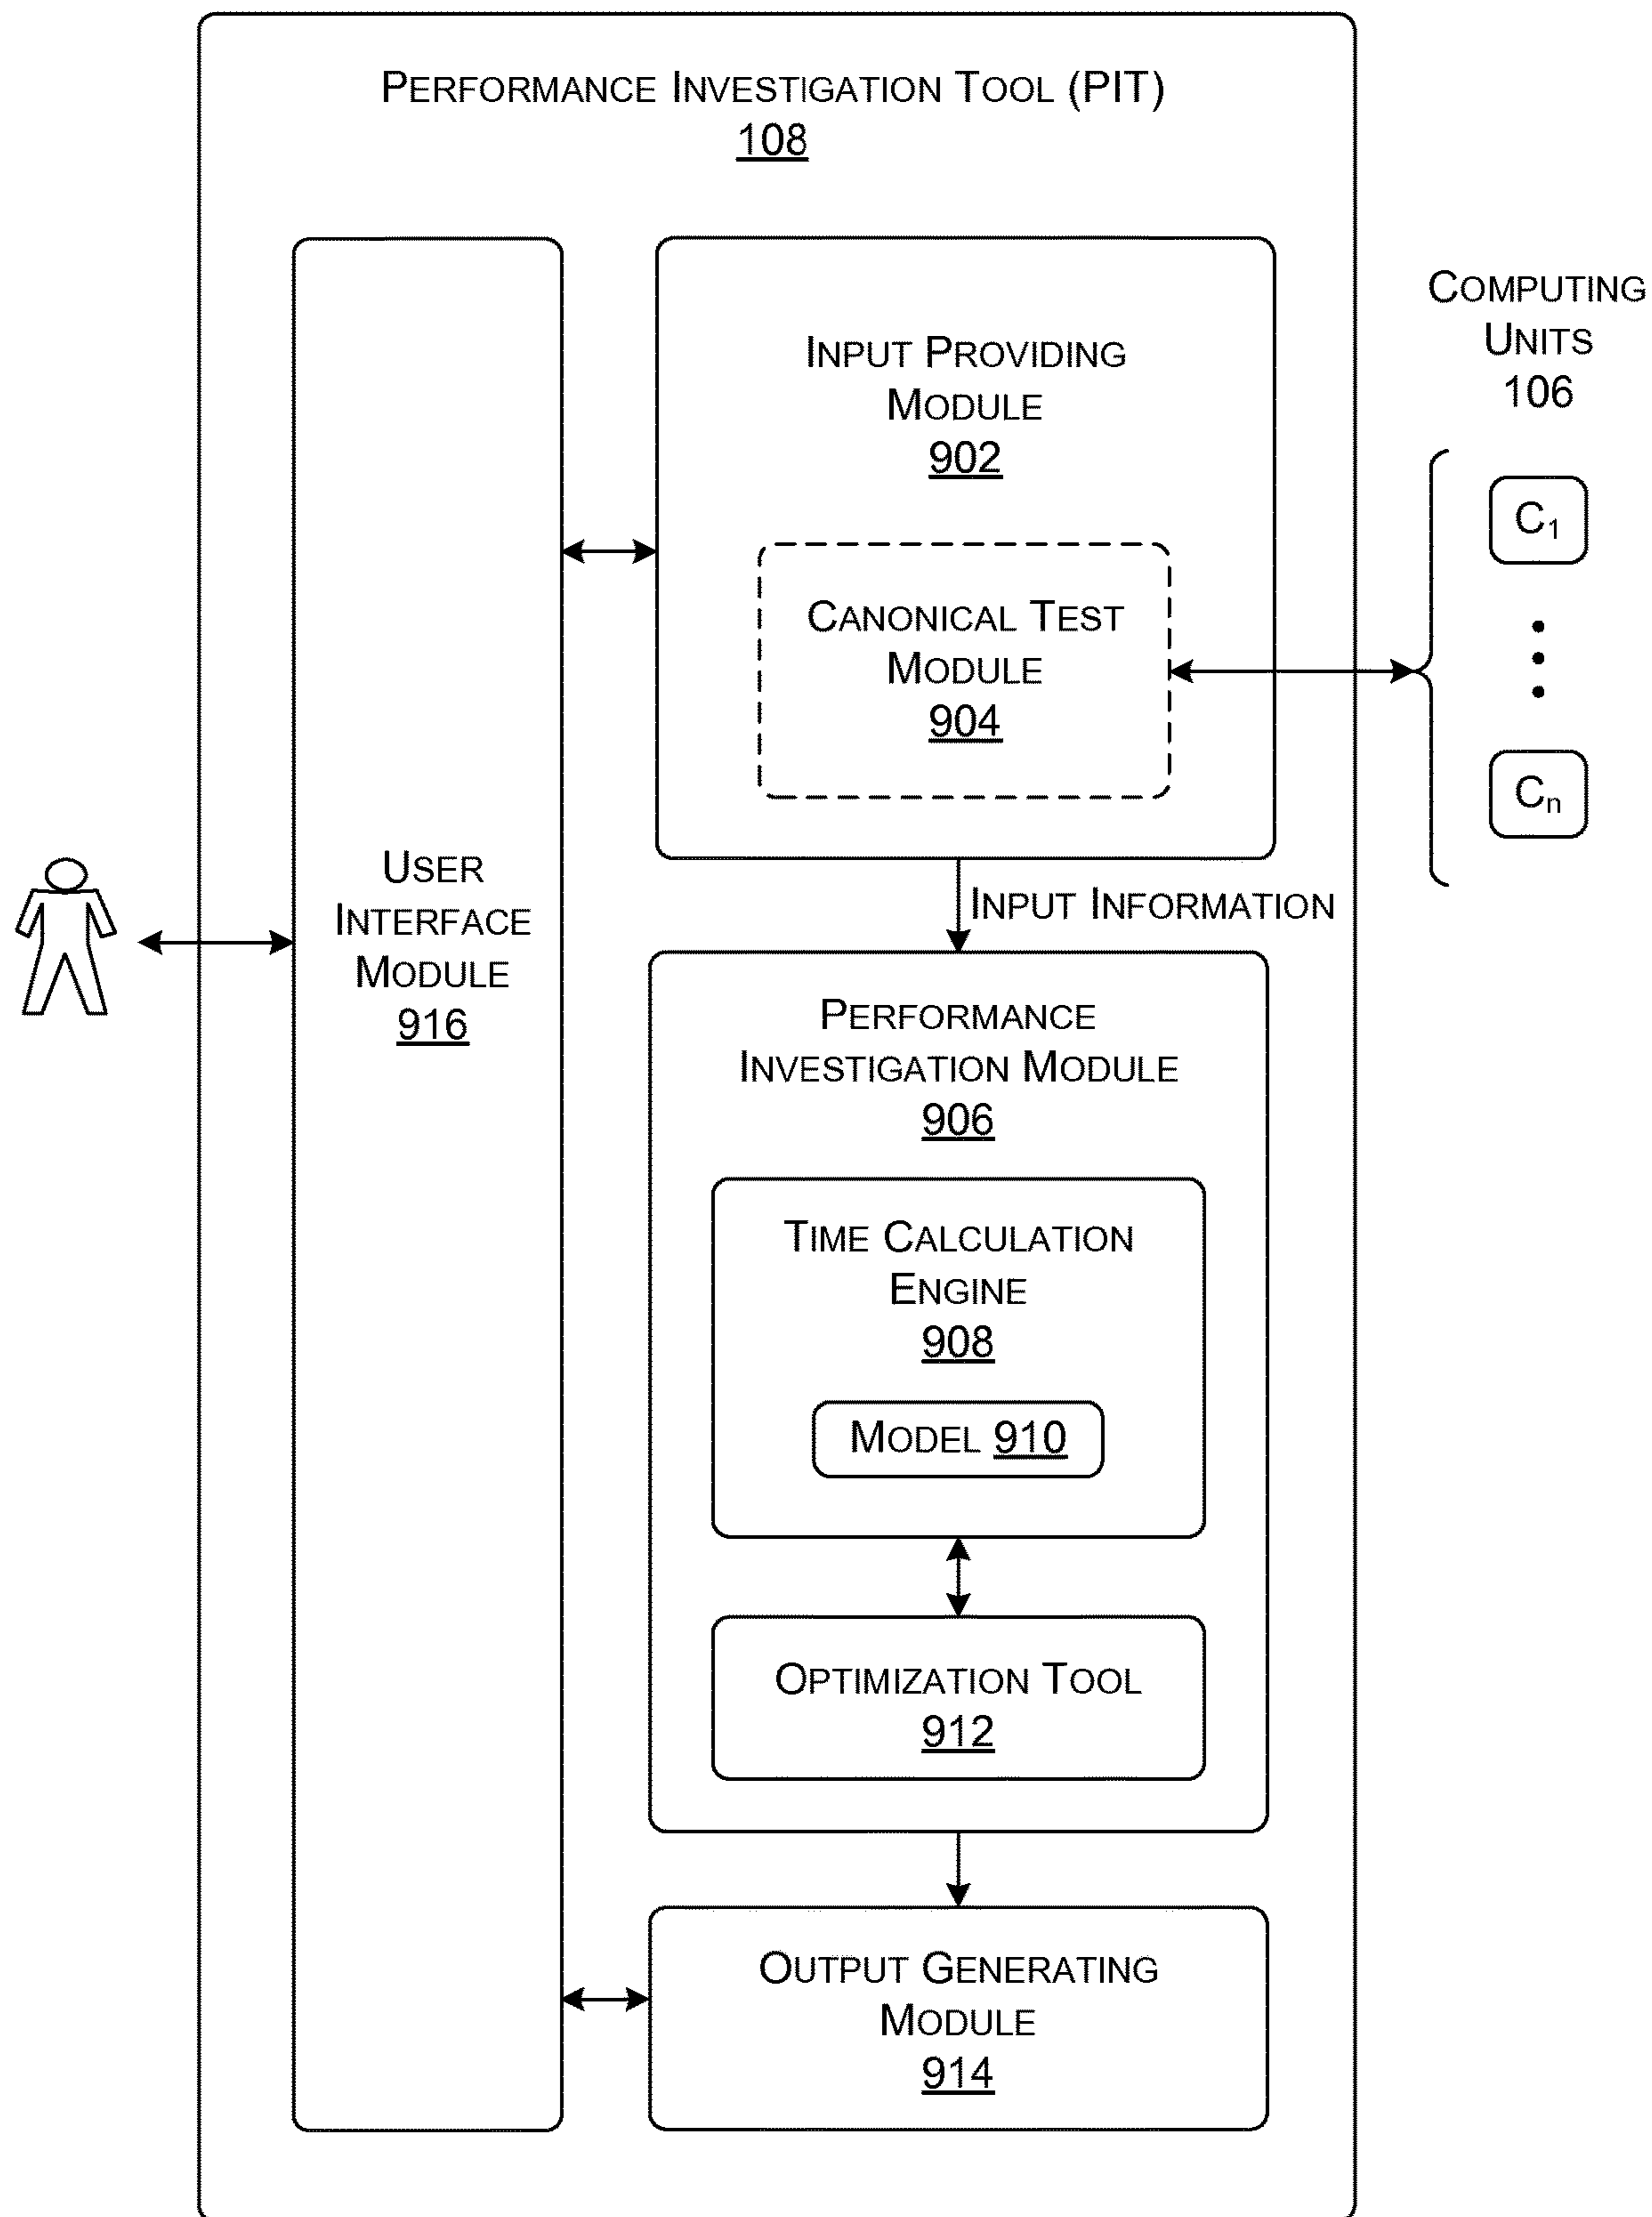 PERFORMANCE INVESTIGATION TOOL (PIT)
108
INPUT PROVIDING
MODULE
902
CANONICAL TEST
MODULE
904
COMPUTING
UNITS
106
C1
Cn
USER
INTERFACE
MODULE
916
INPUT INFORMATION
PERFORMANCE
INVESTIGATION MODULE
906
TIME CALCULATION
ENGINE
908
MODEL 910
OPTIMIZATION TOOL
912
OUTPUT GENERATING
MODULE
914